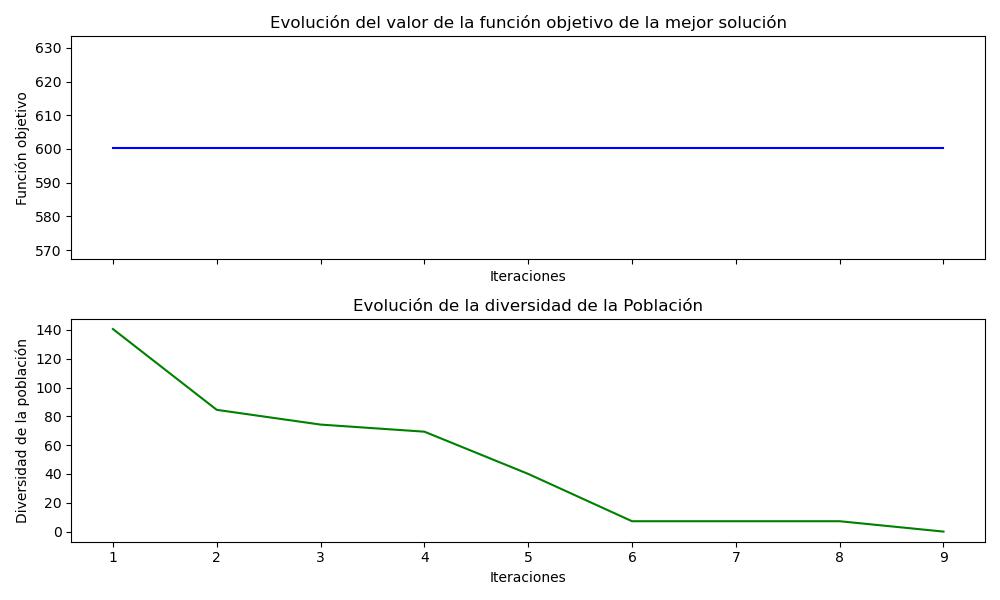 Evolución del valor de la función objetivo de la mejor solución
Función objetivo
630
620
610
600
590
580
570
Iteraciones
Evolución de la diversidad de la Población
Diversidad de la población
140
120
100
80
60
40
20
0
1 2 3 4 5 6 7 8 9
Iteraciones